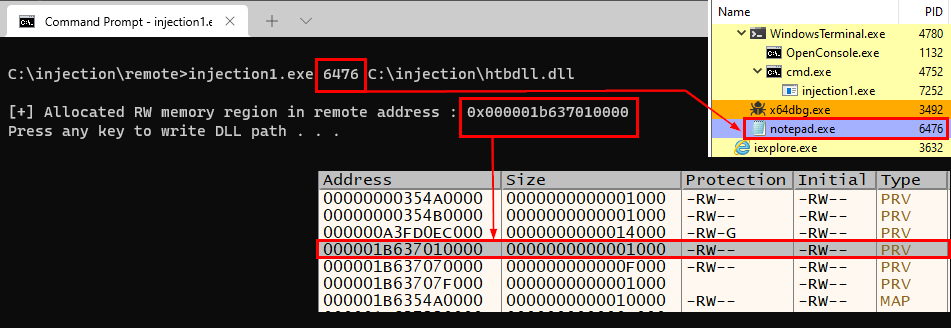 Command Prompt - injection1.e
C:\injection\remote>injection1.exe 6476 C:\injection\htbdll.dll
[+] Allocated RW memory region in remote address : 0x000001b637010000
Press any key to write DLL path . . .
Name PID
WindowsTerminal.exe 4780
OpenConsole.exe 1132
cmd.exe 4752
injection1.exe 7252
x64dbg.exe 3492
notepad.exe 6476
iexplore.exe 3632
Address Size Protection Initial Type
00000000354A0000 0000000000001000 -RW-- -RW-- PRV
00000000354B0000 0000000000001000 -RW-- -RW-- PRV
000000A3FD0EC000 0000000000014000 -RW-G -RW-- PRV
000001B637010000 0000000000001000 -RW-- -RW-- PRV
000001B637070000 000000000000F000 -RW-- -RW-- PRV
000001B63707F000 0000000000001000 -RW-- PRV
000001B6354A0000 0000000000010000 -RW-- -RW-- MAP